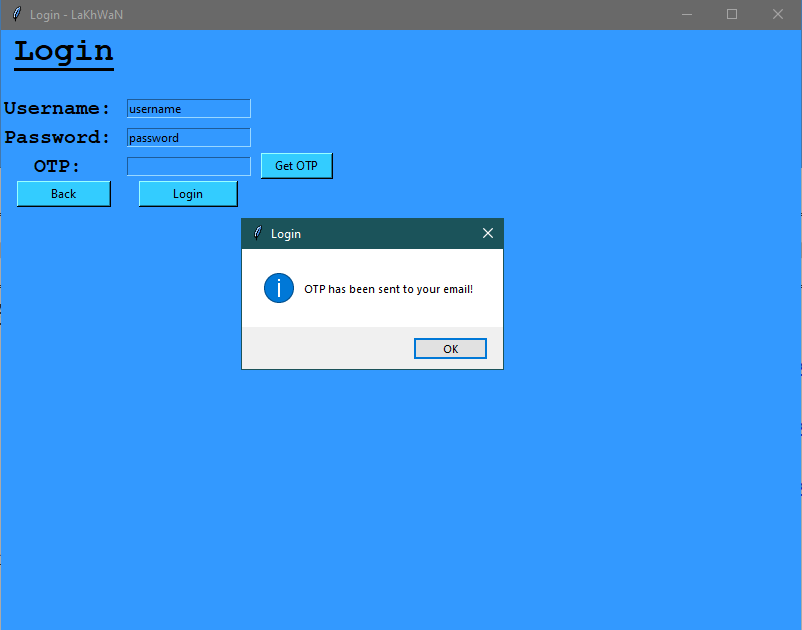 Login - LaKhWaN
Login
Username: username
Password: password
OTP: Get OTP
Back Login
Login
OTP has been sent to your email!
OK